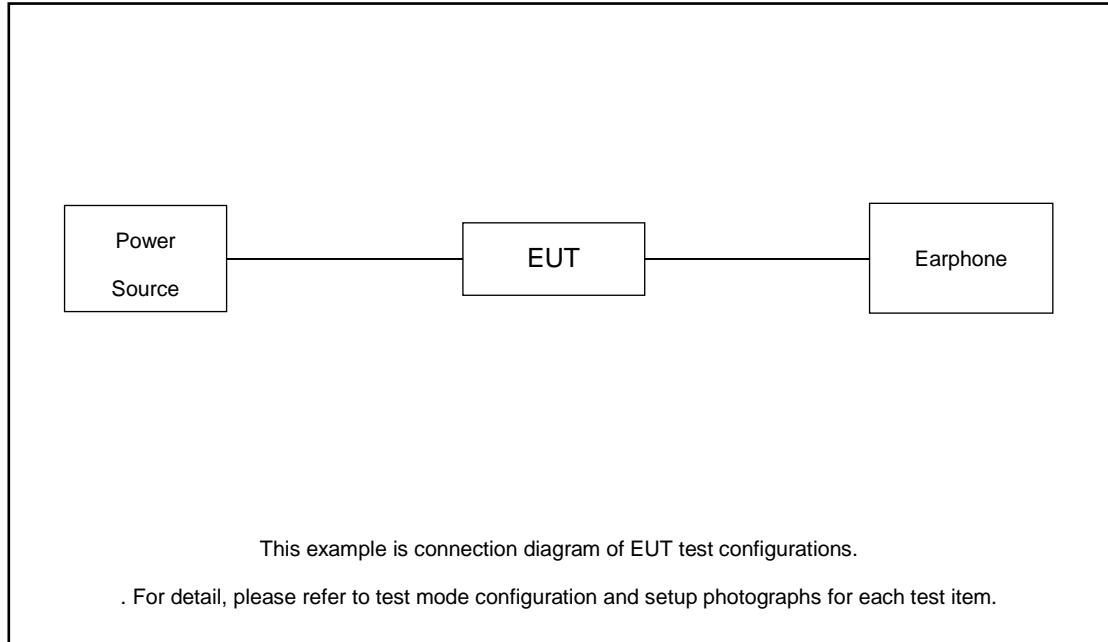 Power
Source
EUT
Earphone
This example is connection diagram of EUT test configurations.
. For detail, please refer to test mode configuration and setup photographs for each test item.